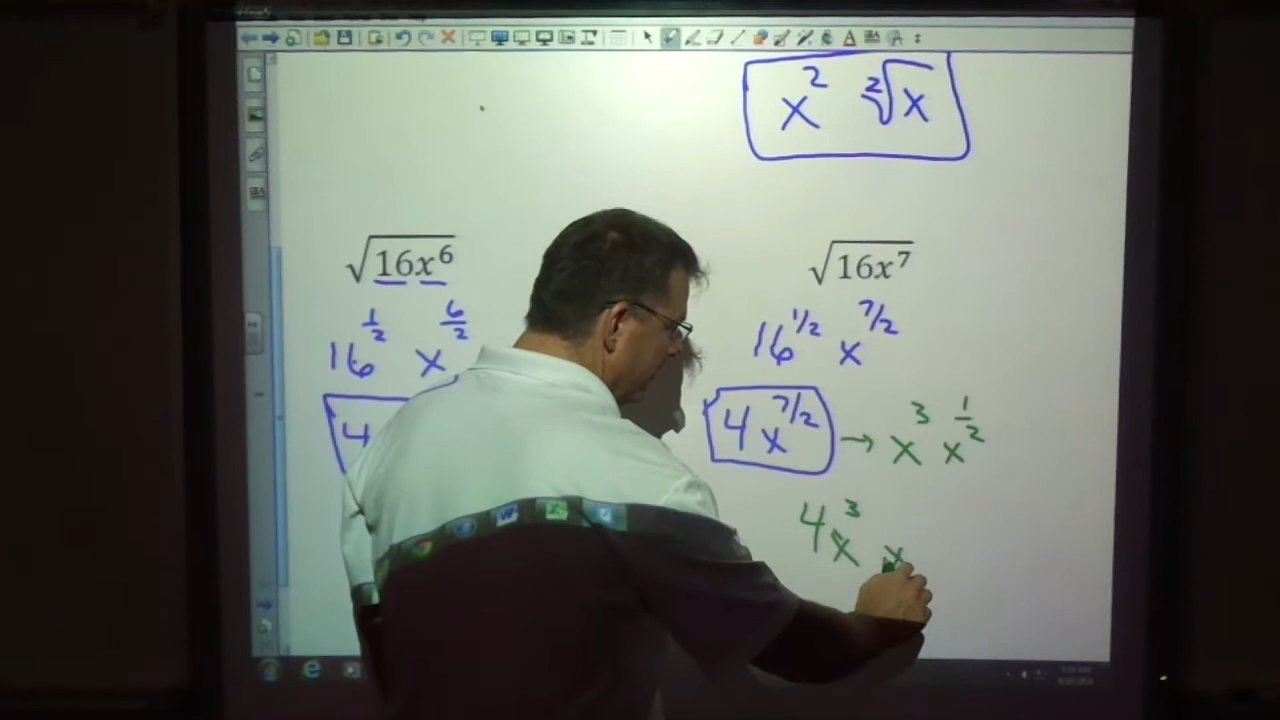 x² ²√x
√16x⁶
16^(1/2) x^(6/2)
4
√16x⁷
16^(1/2) x^(7/2)
4x^(7/2) → x³ x^(1/2)
4x³ x